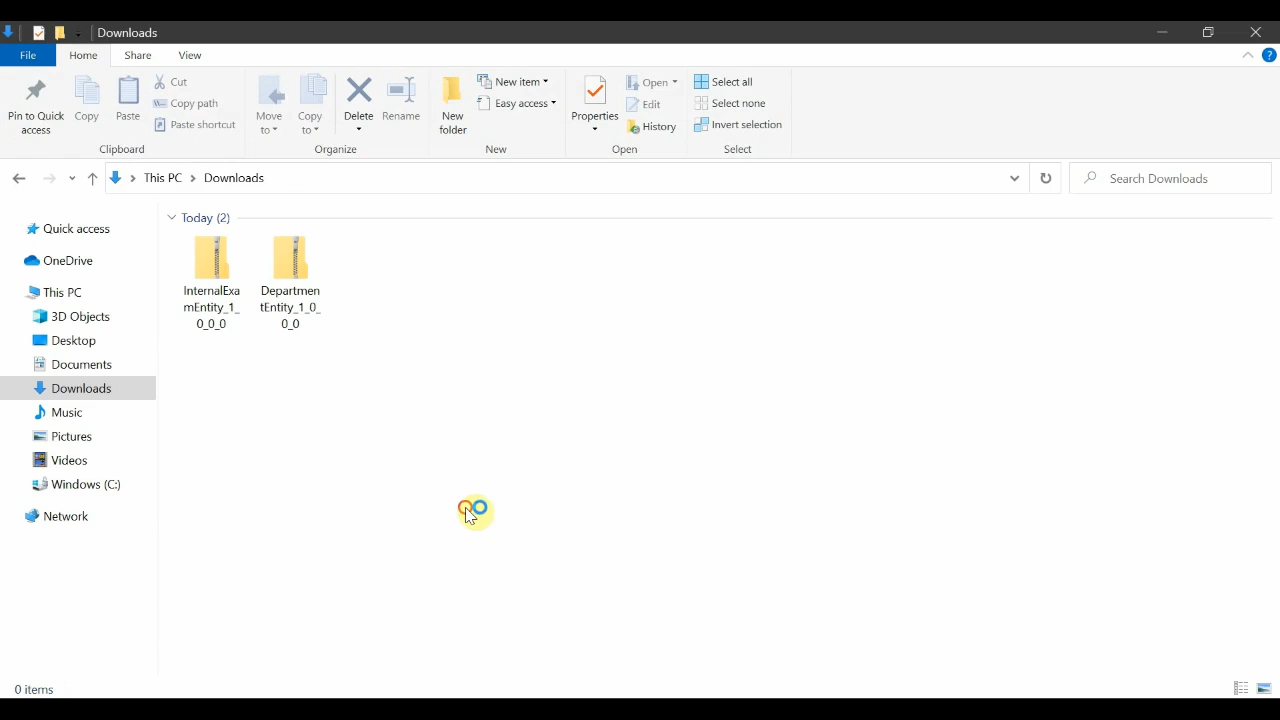 Downloads
File Home Share View
Pin to Quick access
Copy
Paste
Cut
Copy path
Paste shortcut
Clipboard
Move to
Copy to
Delete
Rename
Organize
New folder
New item
Easy access
New
Properties
Open
Edit
History
Open
Select all
Select none
Invert selection
Select
This PC Downloads
Search Downloads
Quick access
OneDrive
This PC
3D Objects
Desktop
Documents
Downloads
Music
Pictures
Videos
Windows (C:)
Network
Today (2)
InternalExa
mEntity_1_
0_0_0
Departmen
tEntity_1_0_
0_0
0 items